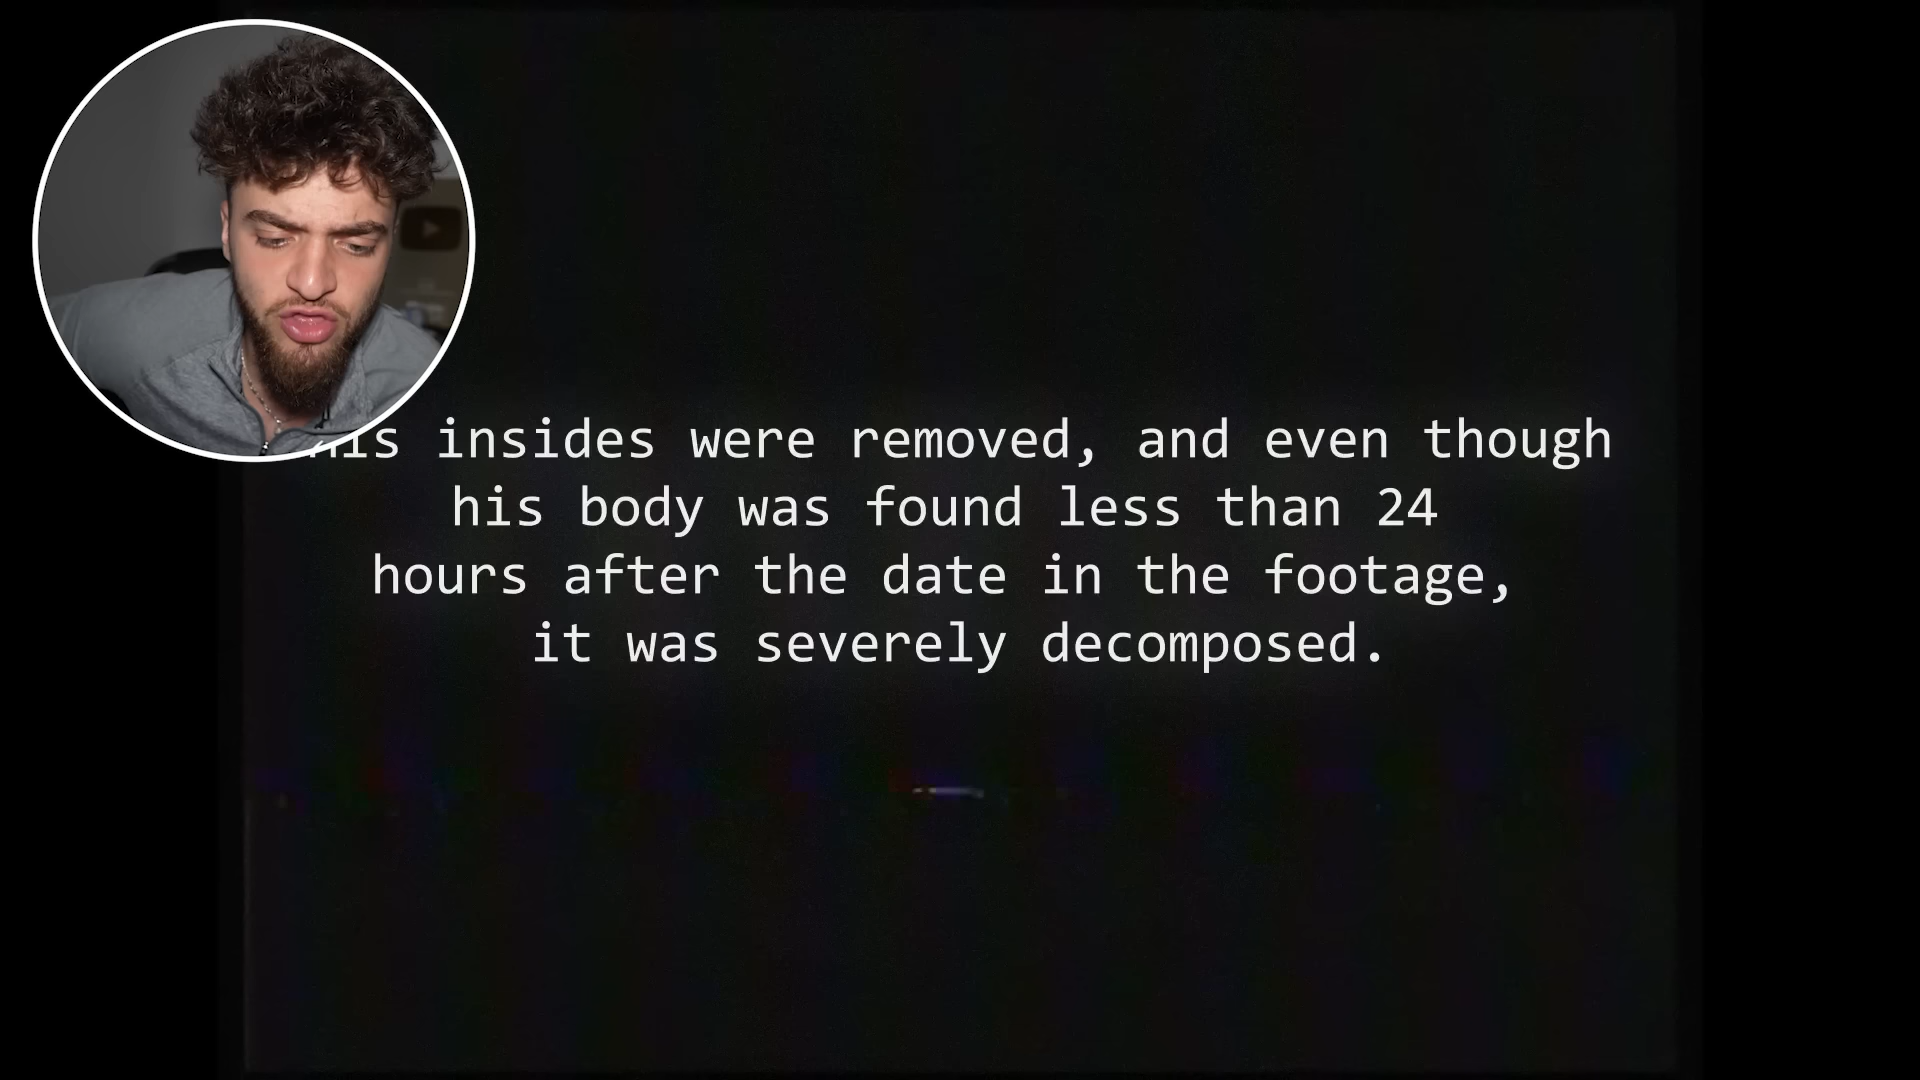 His insides were removed, and even though
his body was found less than 24
hours after the date in the footage,
it was severely decomposed.